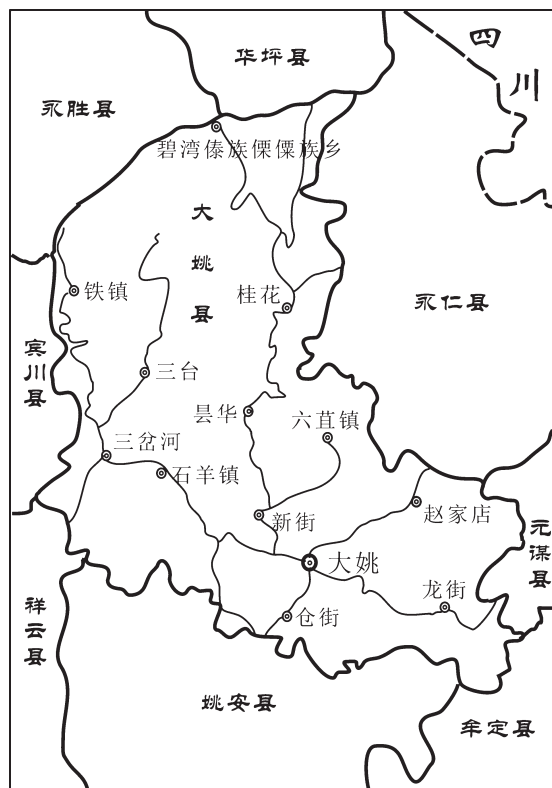 四川
华坪县
永胜县
碧湾傣族傈僳族乡
大姚县
铁镇
桂花
永仁县
宾川县
三台
昙华
六苴镇
三岔河
石羊镇
新街
赵家店
元谋县
大姚
龙街
仓街
祥云县
姚安县
牟定县